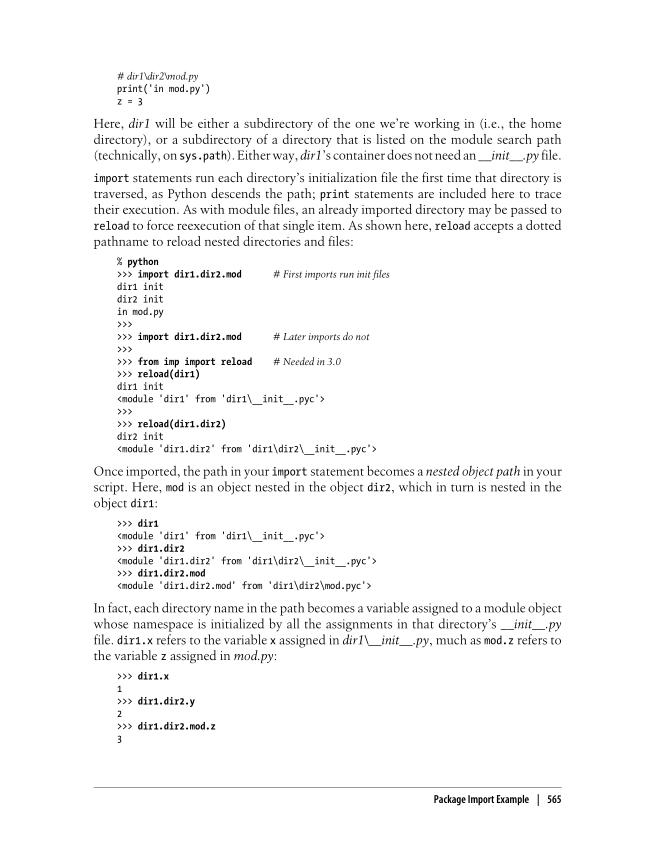 # dir1\dir2\mod.py
print('in mod.py')
z = 3
Here, dir1 will be either a subdirectory of the one we're working in (i.e., the home
directory), or a subdirectory of a directory that is listed on the module search path
(technically, on sys.path). Either way, dir1's container does not need an __init__.py file.
import statements run each directory's initialization file the first time that directory is
traversed, as Python descends the path; print statements are included here to trace
their execution. As with module files, an already imported directory may be passed to
reload to force reexecution of that single item. As shown here, reload accepts a dotted
pathname to reload nested directories and files:
% python
>>> import dir1.dir2.mod # First imports run init files
dir1 init
dir2 init
in mod.py
>>>
>>> import dir1.dir2.mod # Later imports do not
>>>
>>> from imp import reload # Needed in 3.0
>>> reload(dir1)
dir1 init
<module 'dir1' from 'dir1\__init__.pyc'>
>>>
>>> reload(dir1.dir2)
dir2 init
<module 'dir1.dir2' from 'dir1\dir2\__init__.pyc'>
Once imported, the path in your import statement becomes a nested object path in your
script. Here, mod is an object nested in the object dir2, which in turn is nested in the
object dir1:
>>> dir1
<module 'dir1' from 'dir1\__init__.pyc'>
>>> dir1.dir2
<module 'dir1.dir2' from 'dir1\dir2\__init__.pyc'>
>>> dir1.dir2.mod
<module 'dir1.dir2.mod' from 'dir1\dir2\mod.pyc'>
In fact, each directory name in the path becomes a variable assigned to a module object
whose namespace is initialized by all the assignments in that directory's __init__.py
file. dir1.x refers to the variable x assigned in dir1\__init__.py, much as mod.z refers to
the variable z assigned in mod.py:
>>> dir1.x
1
>>> dir1.dir2.y
2
>>> dir1.dir2.mod.z
3
Package Import Example | 565